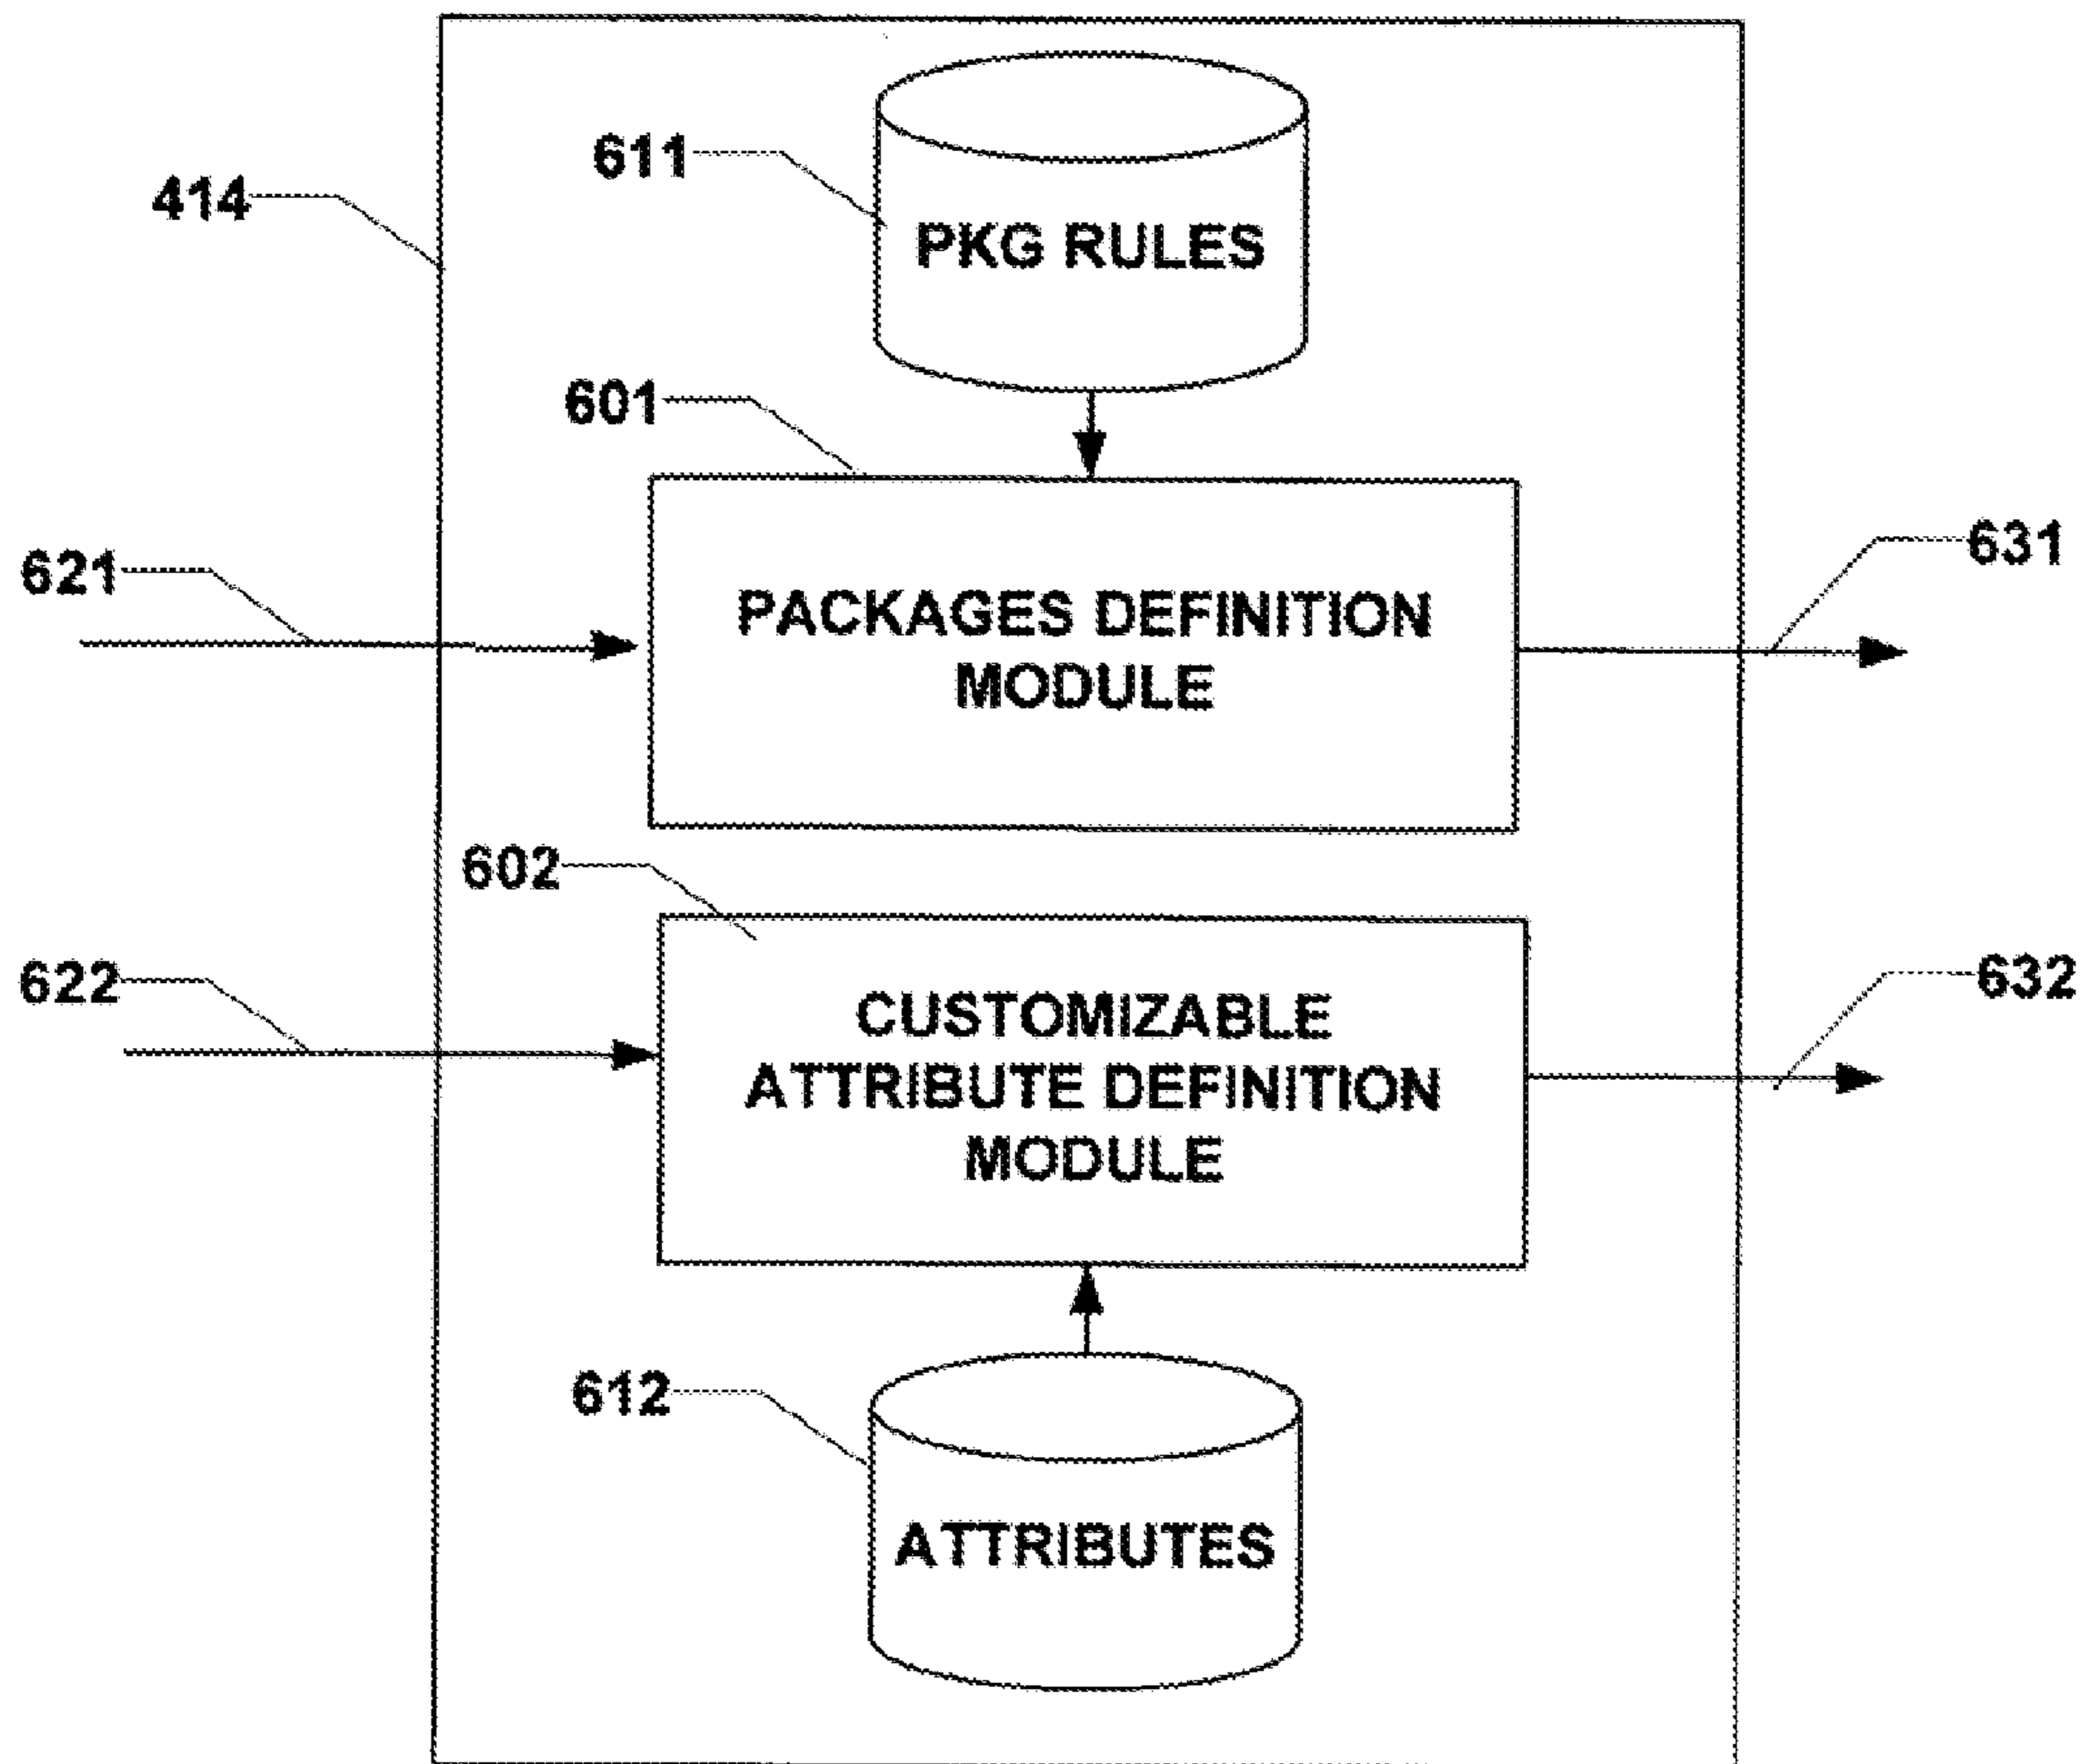 611
414
PKG RULES
601
621
631
PACKAGES DEFINITION
MODULE
602
622
632
CUSTOMIZABLE
ATTRIBUTE DEFINITION
MODULE
612
ATTRIBUTES